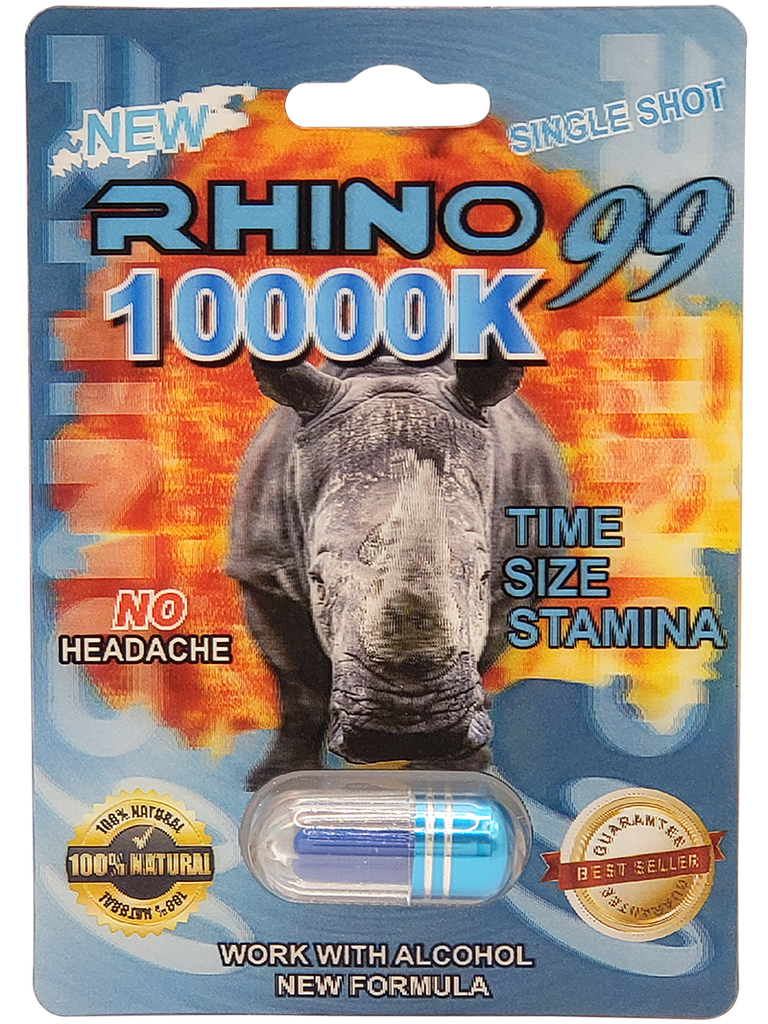 NEW
SINGLE SHOT
RHINO 99
10000K
TIME
SIZE
STAMINA
NO
HEADACHE
100% NATURAL
100% NATURAL
100% NATURAL
GUARANTEE
BEST SELLER
GUARANTEE
WORK WITH ALCOHOL
NEW FORMULA